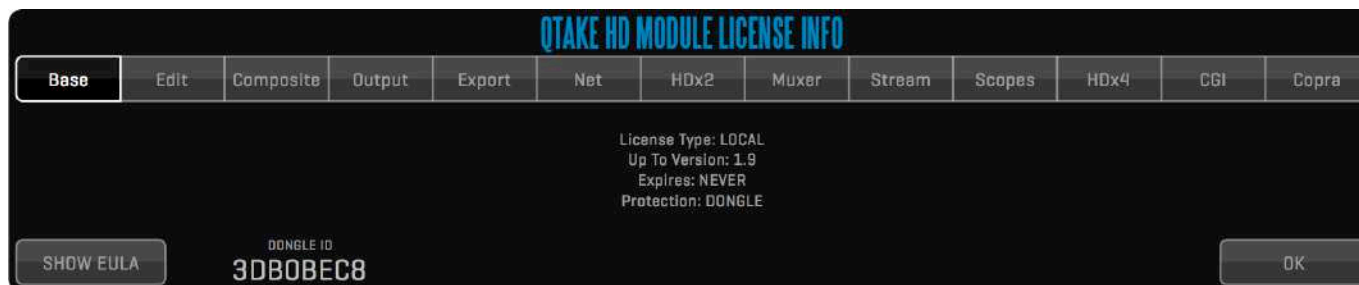 QTAKE HD MODULE LICENSE INFO
Base Edit Composite Output Export Net HDx2 Muxer Stream Scopes HDx4 CGI Copra
License Type: LOCAL
Up To Version: 1.9
Expires: NEVER
Protection: DONGLE
SHOW EULA
DONGLE ID
3DB0BEC8
OK